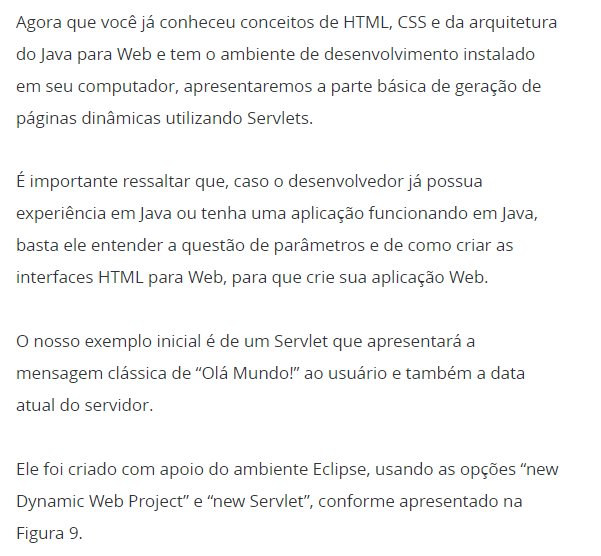 Agora que você já conheceu conceitos de HTML, CSS e da arquitetura
do Java para Web e tem o ambiente de desenvolvimento instalado
em seu computador, apresentaremos a parte básica de geração de
páginas dinâmicas utilizando Servlets.
É importante ressaltar que, caso o desenvolvedor já possua
experiência em Java ou tenha uma aplicação funcionando em Java,
basta ele entender a questão de parâmetros e de como criar as
interfaces HTML para Web, para que crie sua aplicação Web.
O nosso exemplo inicial é de um Servlet que apresentará a
mensagem clássica de “Olá Mundo!” ao usuário e também a data
atual do servidor.
Ele foi criado com apoio do ambiente Eclipse, usando as opções “new
Dynamic Web Project” e “new Servlet”, conforme apresentado na
Figura 9.